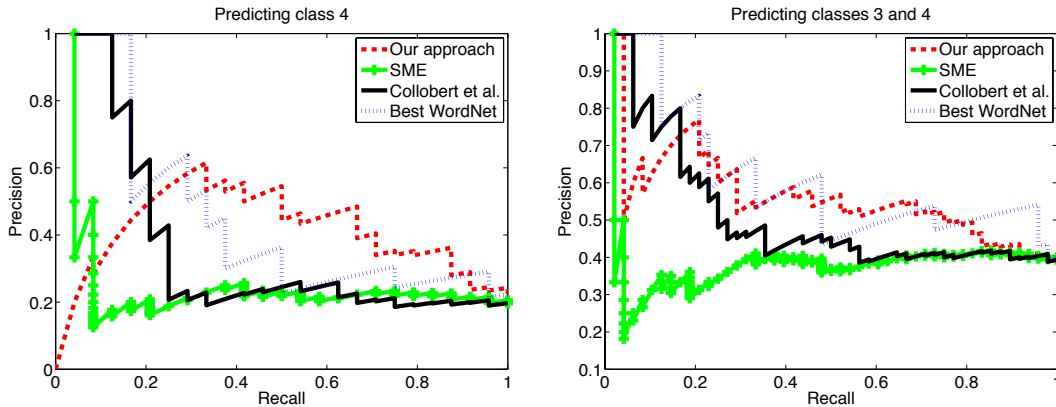 Predicting class 4
1
0.8
0.6
0.4
0.2
0
0
0.2
0.4
0.6
0.8
1
Precision
Recall
Our approach
SME
Collobert et al.
Best WordNet
Predicting classes 3 and 4
1
0.9
0.8
0.7
0.6
0.5
0.4
0.3
0.2
0.1
0
0.2
0.4
0.6
0.8
1
Precision
Recall
Our approach
SME
Collobert et al.
Best WordNet